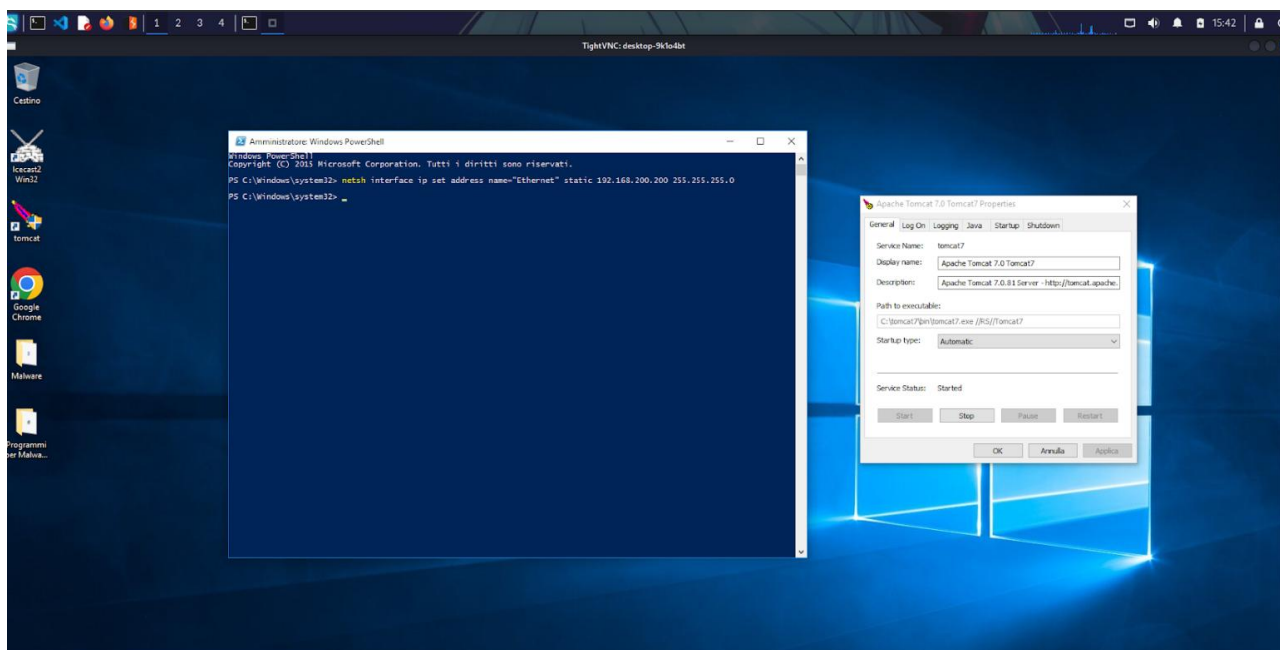 1 2 3 4
15:42
TightVNC: desktop-9k1o4bt
Cestino
Icecast2
Win32
tomcat
Google
Chrome
Malware
Programmi
per Malwa...
Amministratore: Windows PowerShell
Windows PowerShell
Copyright (C) 2015 Microsoft Corporation. Tutti i diritti sono riservati.
PS C:\Windows\system32> netsh interface ip set address name="Ethernet" static 192.168.200.200 255.255.255.0
PS C:\Windows\system32> _
Apache Tomcat 7.0 Tomcat7 Properties
General Log On Logging Java Startup Shutdown
Service Name: tomcat7
Display name: Apache Tomcat 7.0 Tomcat7
Description: Apache Tomcat 7.0.81 Server - http://tomcat.apache.
Path to executable:
C:\tomcat7\bin\tomcat7.exe //RS//Tomcat7
Startup type: Automatic
Service Status: Started
Start Stop Pause Restart
OK Annulla Applica